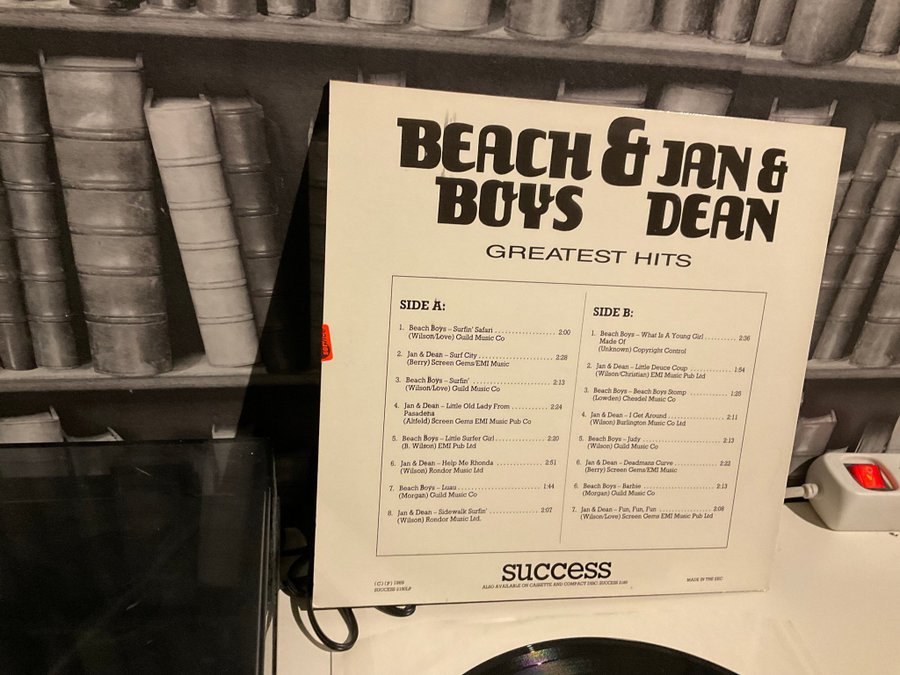 BEACH & JAN &
BOYS DEAN
GREATEST HITS
SIDE A:
1. Beach Boys – Surfin' Safari .................... 2:00
(Wilson/Love) Guild Music Co
2. Jan & Dean – Surf City .................... 2:28
(Berry) Screen Gems/EMI Music
3. Beach Boys – Surfin' .................... 2:13
(Wilson/Love) Guild Music Co
4. Jan & Dean – Little Old Lady From .......... 2:24
Pasadena
(Altfeld) Screen Gems EMI Music Pub Co
5. Beach Boys – Little Surfer Girl .................... 2:20
(B. Wilson) EMI Pub Ltd
6. Jan & Dean – Help Me Rhonda .................... 2:51
(Wilson) Rondor Music Ltd
7. Beach Boys – Luau .................... 1:44
(Morgan) Guild Music Co
8. Jan & Dean – Sidewalk Surfin' .................... 2:07
(Wilson) Rondor Music Ltd.
SIDE B:
1. Beach Boys – What Is A Young Girl .......... 2:36
Made Of
(Unknown) Copyright Control
2. Jan & Dean – Little Deuce Coup .................... 1:54
(Wilson/Christian) EMI Music Pub Ltd
3. Beach Boys – Beach Boys Stomp .................... 1:25
(Lowden) Chesdel Music Co
4. Jan & Dean – I Get Around .................... 2:11
(Wilson) Burlington Music Co Ltd
5. Beach Boys – Judy .................... 2:13
(Wilson) Guild Music Co
6. Jan & Dean – Deadmans Curve .................... 2:22
(Berry) Screen Gems/EMI Music
6. Beach Boys – Barbie .................... 2:13
(Morgan) Guild Music Co
7. Jan & Dean – Fun, Fun, Fun .................... 2:08
(Wilson/Love) Screen Gems EMI Music Pub Ltd
success
ALSO AVAILABLE ON CASSETTE AND COMPACT DISC: SUCCESS
(C) (P) 1989
SUCCESS
MADE IN THE EEC